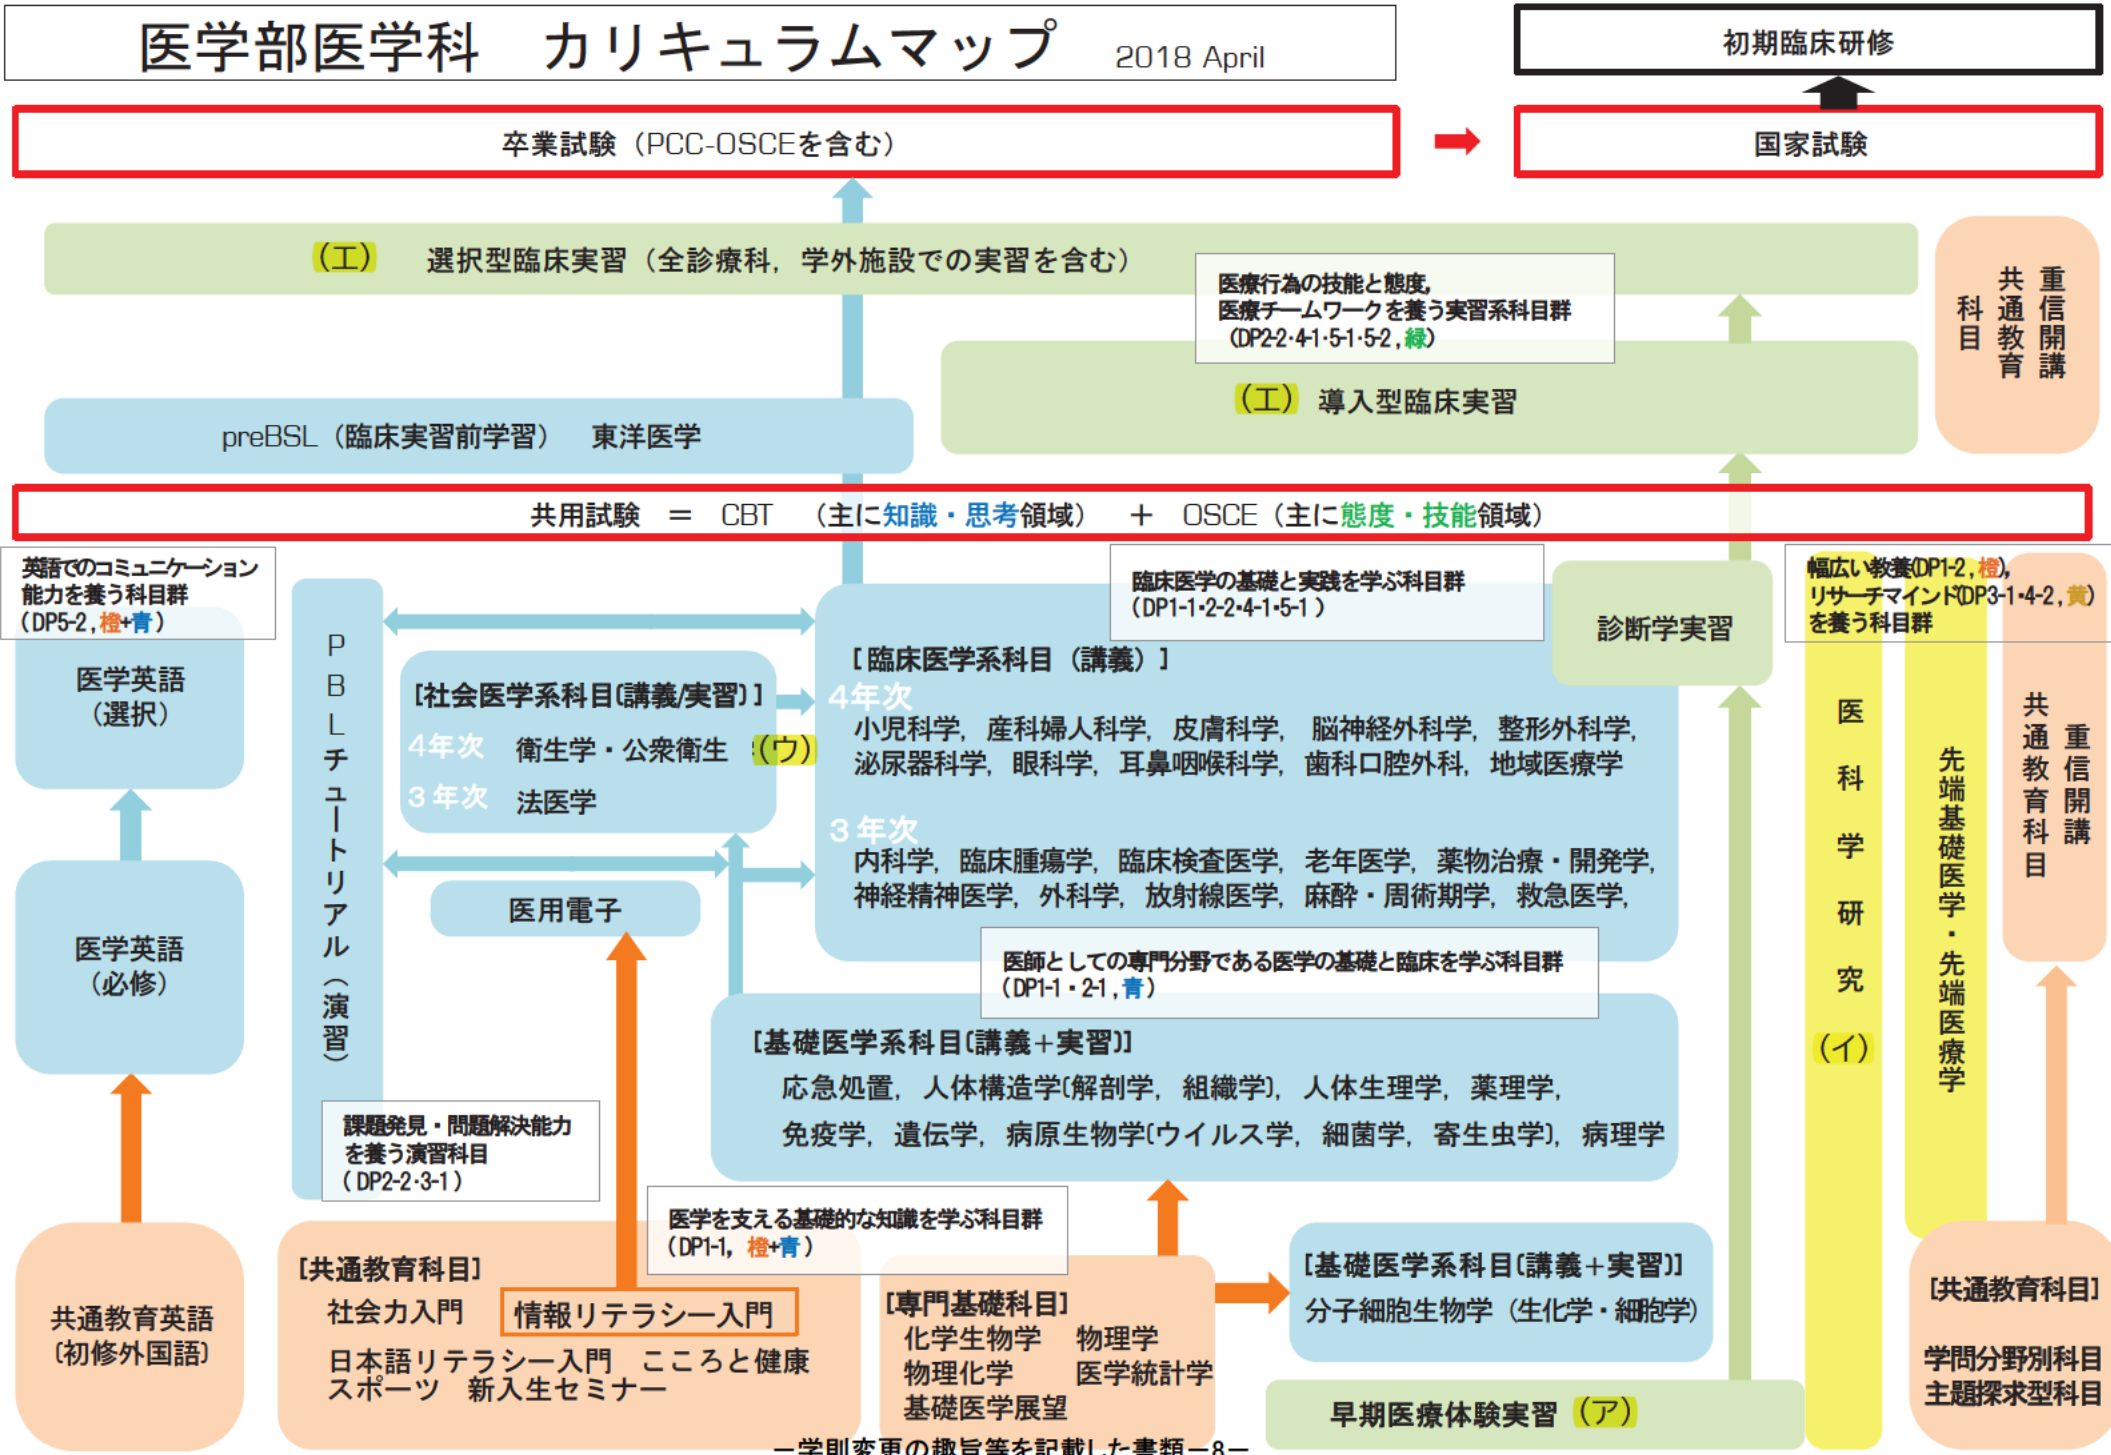 医学部医学科　カリキュラムマップ　2018 April
初期臨床研修
卒業試験（PCC-OSCEを含む）
国家試験
（エ）　選択型臨床実習（全診療科，学外施設での実習を含む）
医療行為の技能と態度，
医療チームワークを養う実習系科目群
（DP2-2・4-1・5-1・5-2 , 緑）
（エ）　導入型臨床実習
重信開講
共通教育
科目
preBSL（臨床実習前学習）　東洋医学
共用試験　＝　CBT　（主に知識・思考領域）　＋　OSCE（主に態度・技能領域）
英語でのコミュニケーション
能力を養う科目群
（DP5-2 , 橙+青 ）
医学英語
（選択）
医学英語
（必修）
共通教育英語
〔初修外国語〕
PBLチュートリアル（演習）
課題発見・問題解決能力
を養う演習科目
（ DP2-2・3-1 ）
[社会医学系科目〔講義/実習〕]
4年次　衛生学・公衆衛生　（ウ）
3年次　法医学
医用電子
臨床医学の基礎と実践を学ぶ科目群
（ DP1-1・2-2・4-1・5-1 ）
[臨床医学系科目（講義）]
4年次
小児科学，産科婦人科学，皮膚科学，脳神経外科学，整形外科学，
泌尿器科学，眼科学，耳鼻咽喉科学，歯科口腔外科，地域医療学
3年次
内科学，臨床腫瘍学，臨床検査医学，老年医学，薬物治療・開発学，
神経精神医学，外科学，放射線医学，麻酔・周術期学，救急医学，
医師としての専門分野である医学の基礎と臨床を学ぶ科目群
（ DP1-1・2-1 , 青 ）
[基礎医学系科目〔講義＋実習〕]
応急処置，人体構造学〔解剖学，組織学〕，人体生理学，薬理学，
免疫学，遺伝学，病原生物学〔ウイルス学，細菌学，寄生虫学〕，病理学
診断学実習
幅広い教養(DP1-2 , 橙)，
リサーチマインド(DP3-1・4-2 , 黄)
を養う科目群
医科学研究
（イ）
先端基礎医学・先端医療学
重信開講
共通教育科目
医学を支える基礎的な知識を学ぶ科目群
（ DP1-1，橙+青 ）
[共通教育科目]
社会力入門　情報リテラシー入門
日本語リテラシー入門　こころと健康
スポーツ　新入生セミナー
[専門基礎科目]
化学生物学　物理学
物理化学　医学統計学
基礎医学展望
[基礎医学系科目〔講義＋実習〕]
分子細胞生物学（生化学・細胞学）
早期医療体験実習（ア）
[共通教育科目]
学問分野別科目
主題探求型科目
－学則変更の趣旨等を記載した書類－8－